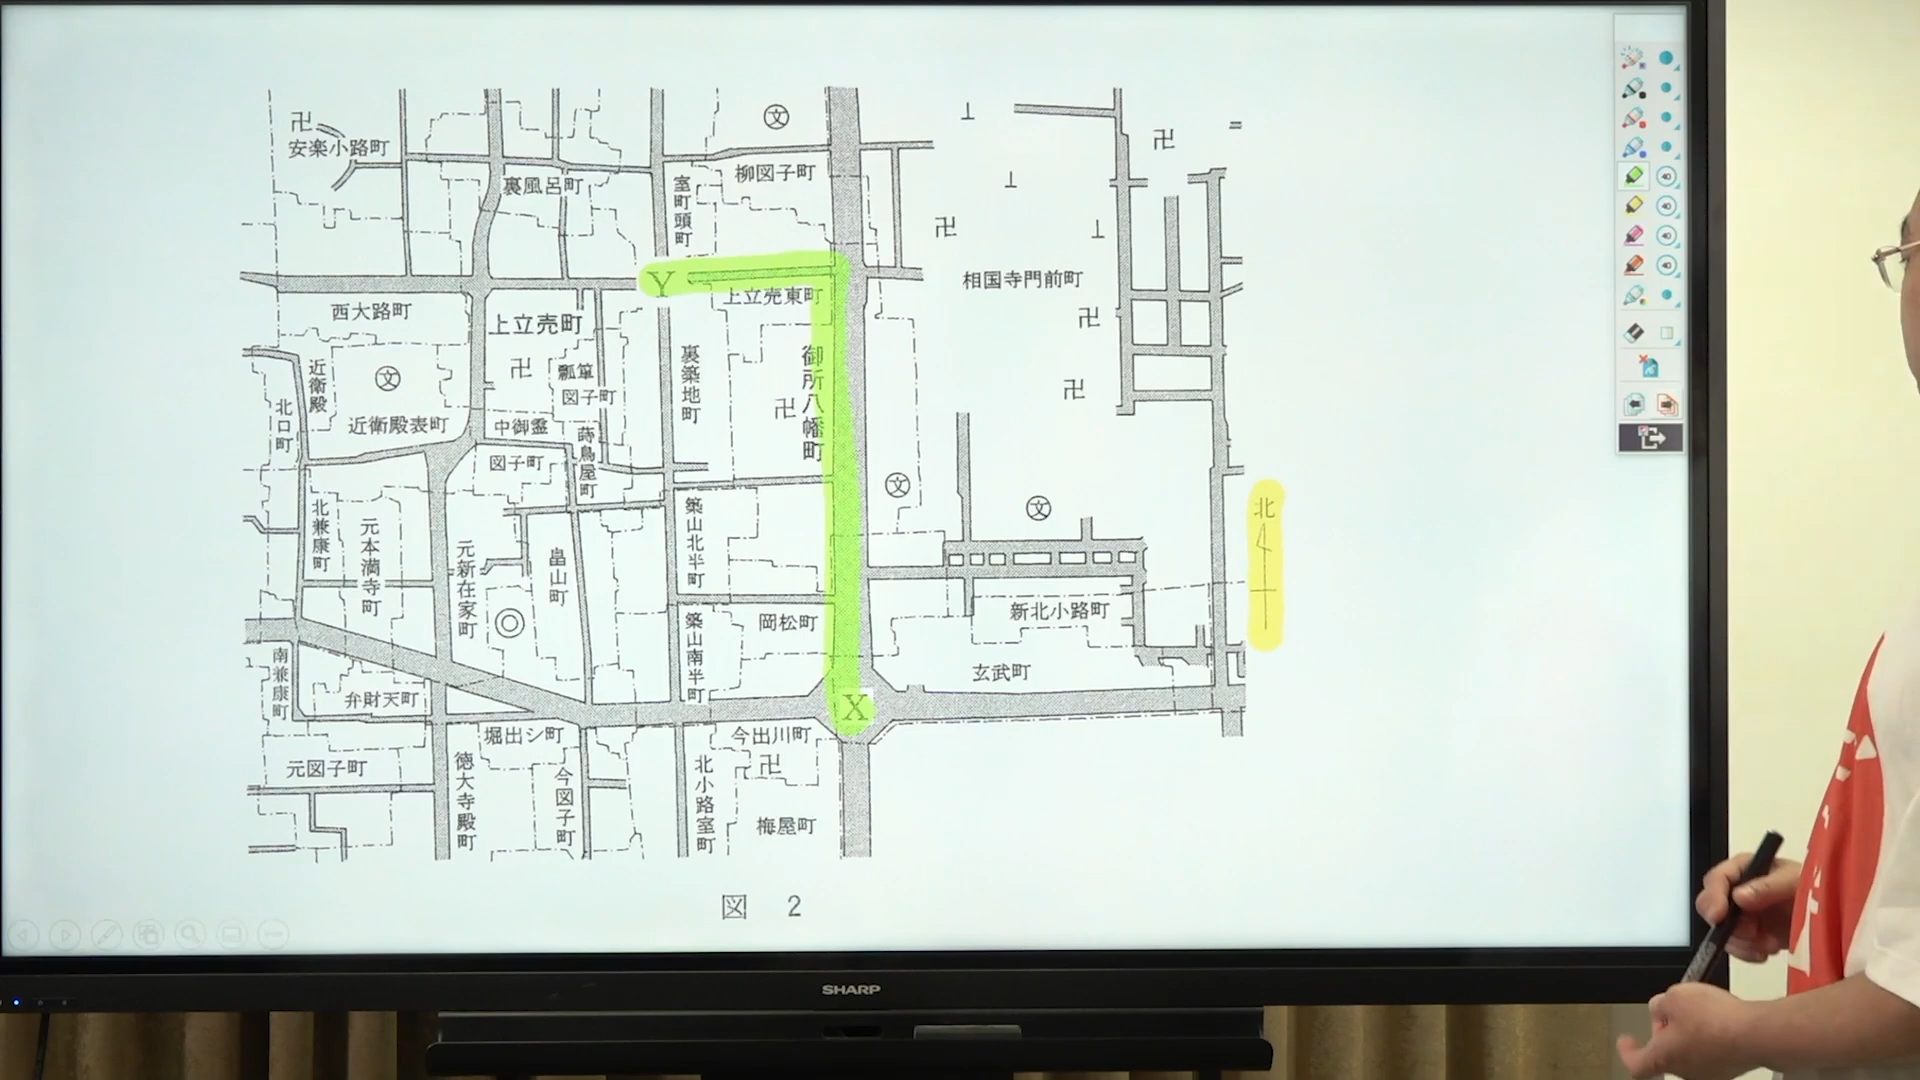 文
安楽小路町
裏風呂町
室町頭町
柳図子町
相国寺門前町
Y
上立売東町
西大路町
上立売町
近衛殿
文
瓢箪
図子町
裏築地町
御所八幡町
北口町
近衛殿表町
中御霊
図子町
蒔鳥屋町
文
文
北
北兼康町
元本満寺町
元新在家町
畠山町
築山北半町
岡松町
新北小路町
築山南半町
玄武町
南兼康町
弁財天町
X
堀出シ町
今出川町
元図子町
徳大寺殿町
今図子町
北小路室町
梅屋町
図 2
SHARP